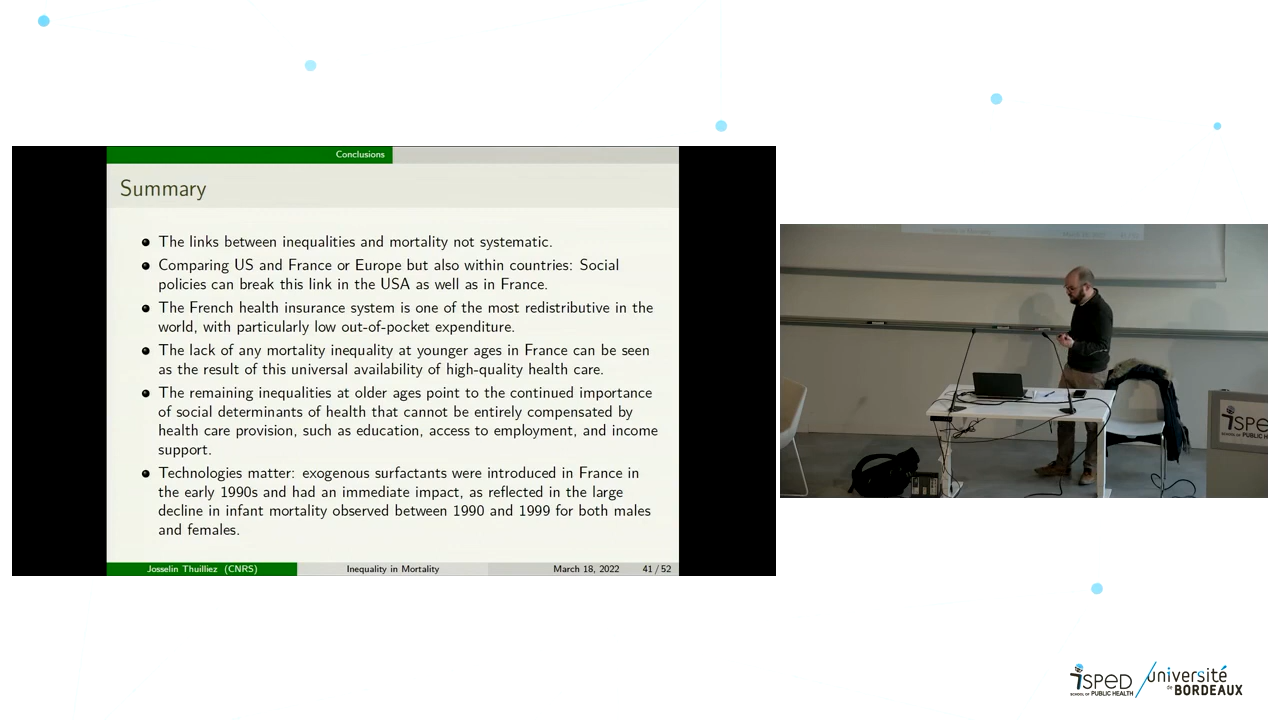 Conclusions
Summary
The links between inequalities and mortality not systematic.
Comparing US and France or Europe but also within countries: Social
policies can break this link in the USA as well as in France.
The French health insurance system is one of the most redistributive in the
world, with particularly low out-of-pocket expenditure.
The lack of any mortality inequality at younger ages in France can be seen
as the result of this universal availability of high-quality health care.
The remaining inequalities at older ages point to the continued importance
of social determinants of health that cannot be entirely compensated by
health care provision, such as education, access to employment, and income
support.
Technologies matter: exogenous surfactants were introduced in France in
the early 1990s and had an immediate impact, as reflected in the large
decline in infant mortality observed between 1990 and 1999 for both males
and females.
Josselin Thuilliez (CNRS)
Inequality in Mortality
March 18, 2022
41 / 52
ISPED
SCHOOL OF PUBLIC HEALTH
université
de BORDEAUX